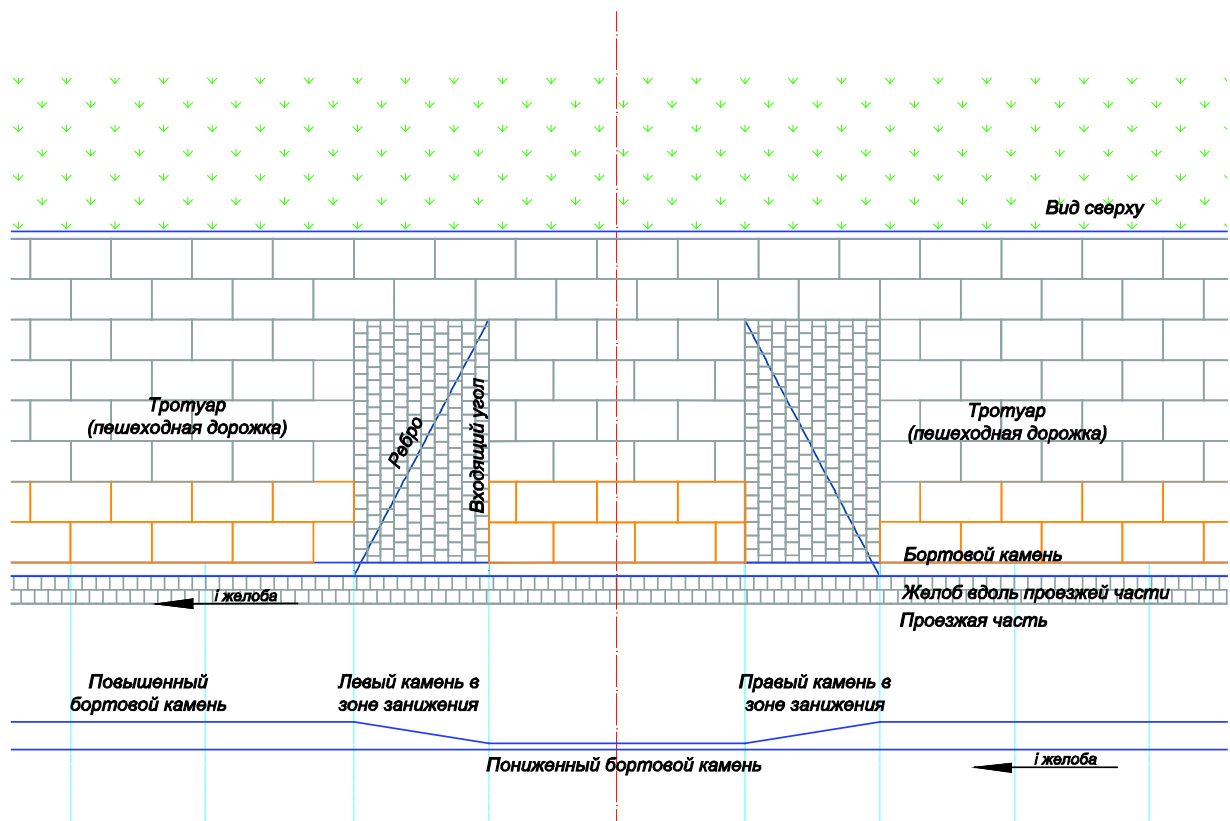 Вид сверху
Тротуар
(пешеходная дорожка)
Ребро
Входящий угол
Тротуар
(пешеходная дорожка)
Бортовой камень
i желоба
Желоб вдоль проезжей части
Проезжая часть
Повышенный
бортовой камень
Левый камень в
зоне занижения
Правый камень в
зоне занижения
Пониженный бортовой камень
i желоба